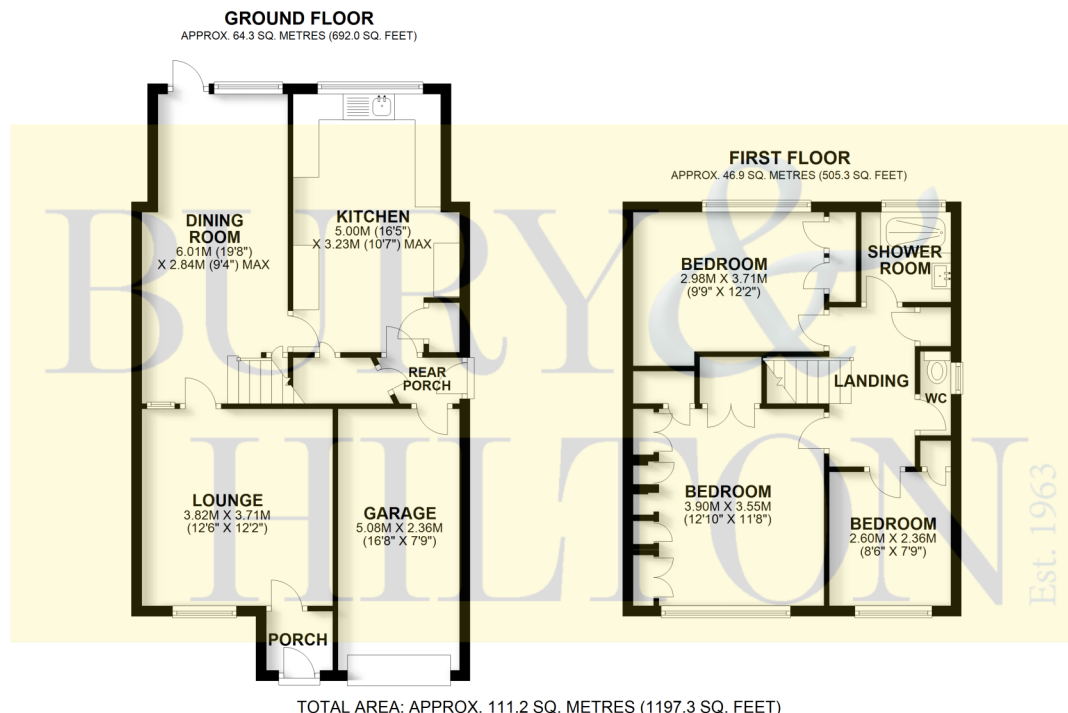 GROUND FLOOR
APPROX. 64.3 SQ. METRES (692.0 SQ. FEET)
DINING
ROOM
6.01M (19'8")
X 2.84M (9'4") MAX
KITCHEN
5.00M (16'5")
X 3.23M (10'7") MAX
REAR
PORCH
LOUNGE
3.82M X 3.71M
(12'6" X 12'2")
GARAGE
5.08M X 2.36M
(16'8" X 7'9")
PORCH
FIRST FLOOR
APPROX. 46.9 SQ. METRES (505.3 SQ. FEET)
BEDROOM
2.98M X 3.71M
(9'9" X 12'2")
SHOWER
ROOM
LANDING
WC
BEDROOM
3.90M X 3.55M
(12'10" X 11'8")
BEDROOM
2.60M X 2.36M
(8'6" X 7'9")
BURY &
HILTON
Est. 1963
TOTAL AREA: APPROX. 111.2 SQ. METRES (1197.3 SQ. FEET)